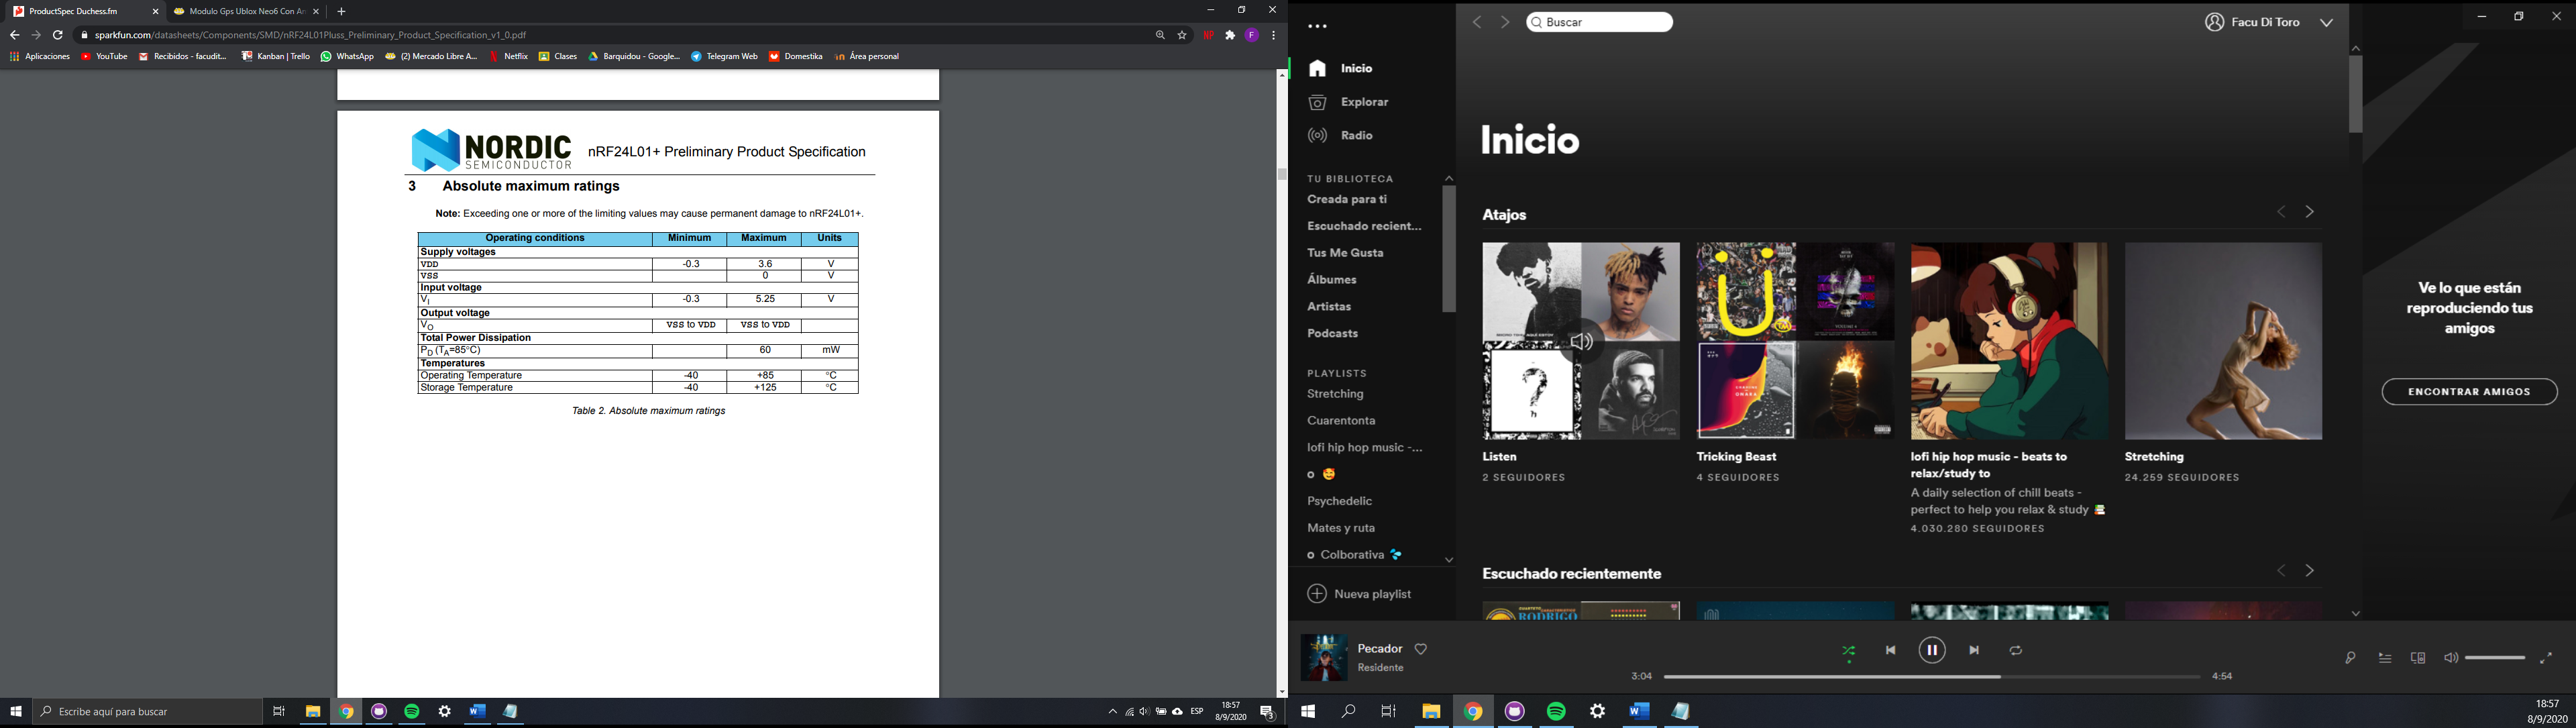 ProductSpec Duchess.fm
Modulo Gps Ublox Neo6 Con An
sparkfun.com/datasheets/Components/SMD/nRF24L01Pluss_Preliminary_Product_Specification_v1_0.pdf
Aplicaciones YouTube Recibidos - facudit... Kanban | Trello WhatsApp (2) Mercado Libre A... Netflix Clases Barquidou - Google... Telegram Web Domestika Área personal
NORDIC
SEMICONDUCTOR
nRF24L01+ Preliminary Product Specification
3 Absolute maximum ratings
Note: Exceeding one or more of the limiting values may cause permanent damage to nRF24L01+.
Operating conditions Minimum Maximum Units
Supply voltages
VDD -0.3 3.6 V
VSS 0 V
Input voltage
VI -0.3 5.25 V
Output voltage
VO VSS to VDD VSS to VDD
Total Power Dissipation
PD (TA=85°C) 60 mW
Temperatures
Operating Temperature -40 +85 °C
Storage Temperature -40 +125 °C
Table 2. Absolute maximum ratings
Escribe aquí para buscar
ESP
18:57
8/9/2020
3
Buscar
Facu Di Toro
Inicio
Explorar
Radio
TU BIBLIOTECA
Creada para ti
Escuchado recient...
Tus Me Gusta
Álbumes
Artistas
Podcasts
PLAYLISTS
Stretching
Cuarentonta
lofi hip hop music -...
Psychedelic
Mates y ruta
Colborativa
Nueva playlist
Inicio
Atajos
Listen
2 SEGUIDORES
Tricking Beast
4 SEGUIDORES
lofi hip hop music - beats to
relax/study to
A daily selection of chill beats -
perfect to help you relax & study
4.030.280 SEGUIDORES
Stretching
24.259 SEGUIDORES
Escuchado recientemente
RODRIGO
Ve lo que están
reproduciendo tus
amigos
ENCONTRAR AMIGOS
Pecador
Residente
3:04
4:54
18:57
8/9/2020